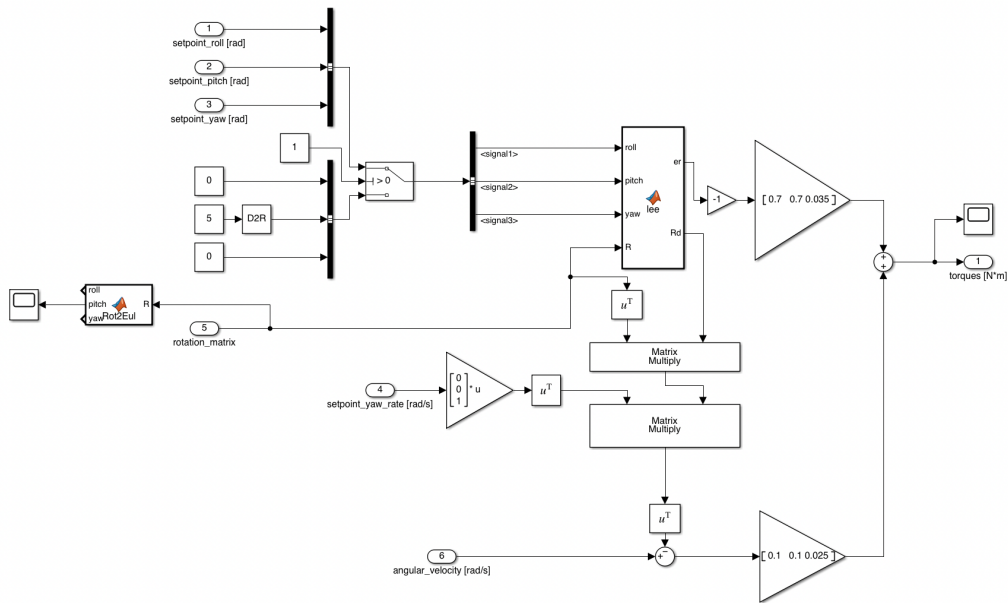 1
setpoint_roll [rad]
2
setpoint_pitch [rad]
3
setpoint_yaw [rad]
1
> 0
0
5
D2R
0
<signal1>
<signal2>
<signal3>
roll
pitch
yaw
R
er
Rd
lee
-1
[ 0.7 0.7 0.035 ]
+
+
1
torques [N*m]
roll
pitch
yaw
R
Rot2Eul
5
rotation_matrix
uT
Matrix
Multiply
4
setpoint_yaw_rate [rad/s]
[0
0
1] * u
uT
Matrix
Multiply
uT
6
angular_velocity [rad/s]
+
−
[ 0.1 0.1 0.025 ]